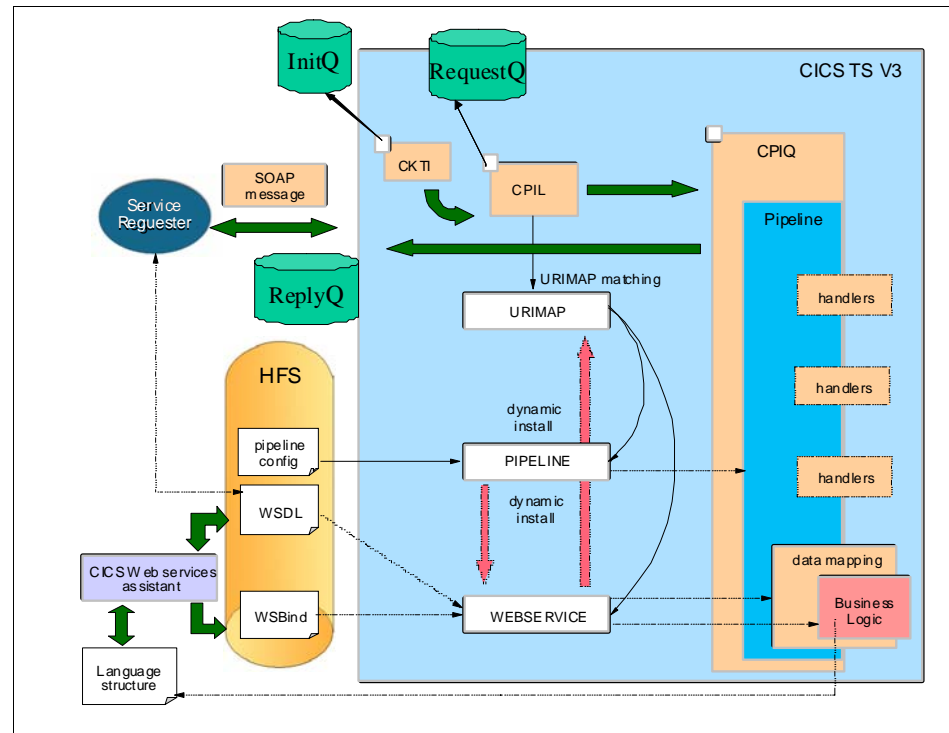 InitQ
RequestQ
CICS TS V3
CKTI
CPIL
CPIQ
SOAP
message
Service
Requester
Pipeline
ReplyQ
URIMAP matching
URIMAP
handlers
HFS
handlers
dynamic
install
pipeline
config
PIPELINE
handlers
dynamic
install
WSDL
CICS Web services
assistant
data mapping
WSBind
WEBSERVICE
Business
Logic
Language
structure